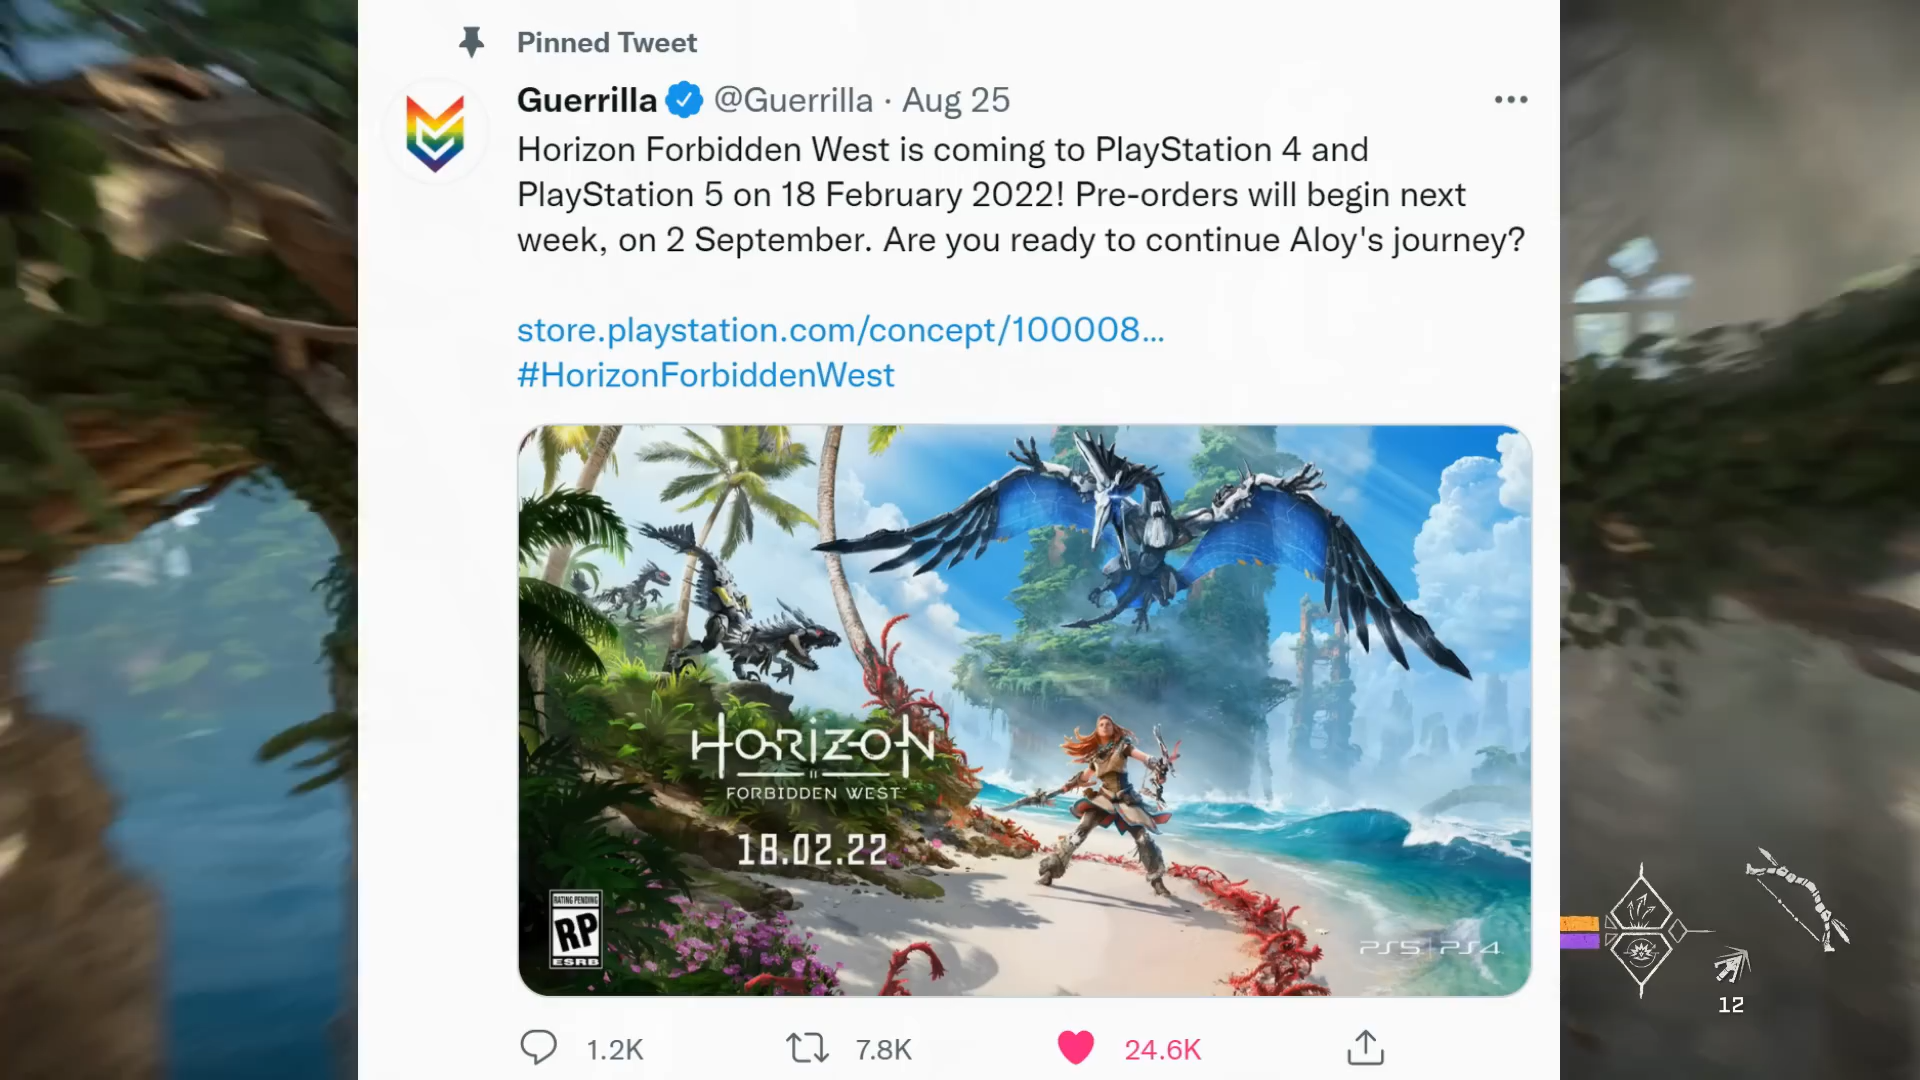 Pinned Tweet
Guerrilla @Guerrilla · Aug 25
Horizon Forbidden West is coming to PlayStation 4 and
PlayStation 5 on 18 February 2022! Pre-orders will begin next
week, on 2 September. Are you ready to continue Aloy's journey?
store.playstation.com/concept/100008...
#HorizonForbiddenWest
HORIZON
FORBIDDEN WEST
18.02.22
RATING PENDING
RP
ESRB
PS5 | PS4
12
1.2K 7.8K 24.6K